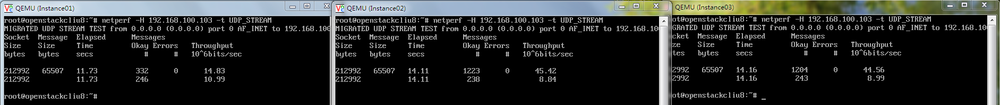 QEMU (Instance01)
root@openstackcliu8:~# netperf -H 192.168.100.103 -t UDP_STREAM
MIGRATED UDP STREAM TEST from 0.0.0.0 (0.0.0.0) port 0 AF_INET to 192.168.100
Socket Message Elapsed Messages
Size Size Time Okay Errors Throughput
bytes bytes secs # # 10^6bits/sec
212992 65507 11.73 332 0 14.83
212992 11.73 246 10.99
root@openstackcliu8:~#
QEMU (Instance02)
root@openstackcliu8:~# netperf -H 192.168.100.103 -t UDP_STREAM
MIGRATED UDP STREAM TEST from 0.0.0.0 (0.0.0.0) port 0 AF_INET to 192.168.100
Socket Message Elapsed Messages
Size Size Time Okay Errors Throughput
bytes bytes secs # # 10^6bits/sec
212992 65507 14.11 1223 0 45.42
212992 14.11 238 8.84
root@openstackcliu8:~#
QEMU (Instance03)
ot@openstackcliu8:~# netperf -H 192.168.100.103 -t UDP_STREAM
GRATED UDP STREAM TEST from 0.0.0.0 (0.0.0.0) port 0 AF_INET to 192.168.100
cket Message Elapsed Messages
ze Size Time Okay Errors Throughput
tes bytes secs # # 10^6bits/sec
2992 65507 14.16 1204 0 44.56
2992 14.16 243 8.99
ot@openstackcliu8:~# _